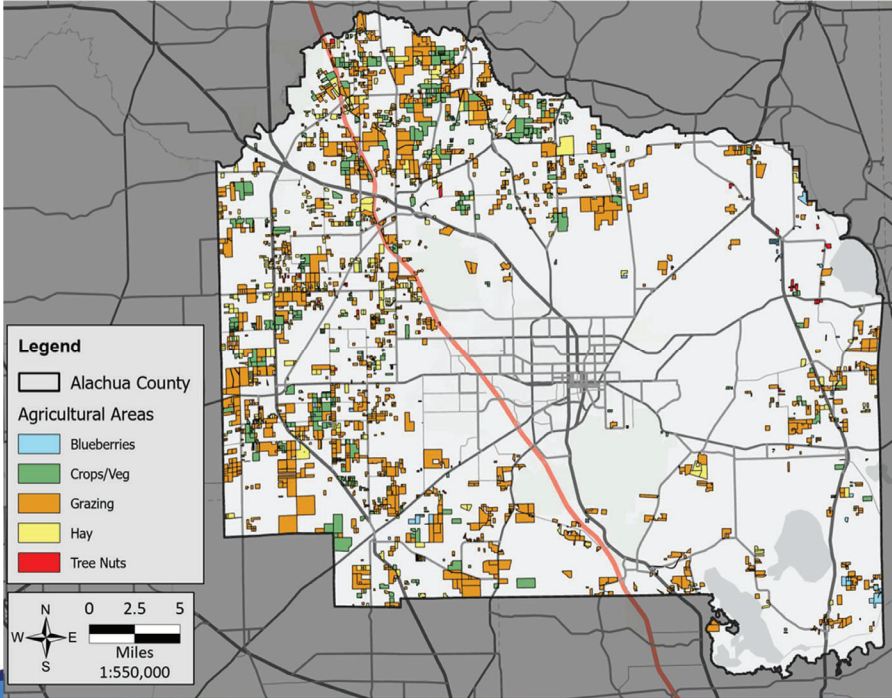 Legend
Alachua County
Agricultural Areas
Blueberries
Crops/Veg
Grazing
Hay
Tree Nuts
N
W E
S
0 2.5 5
Miles
1:550,000